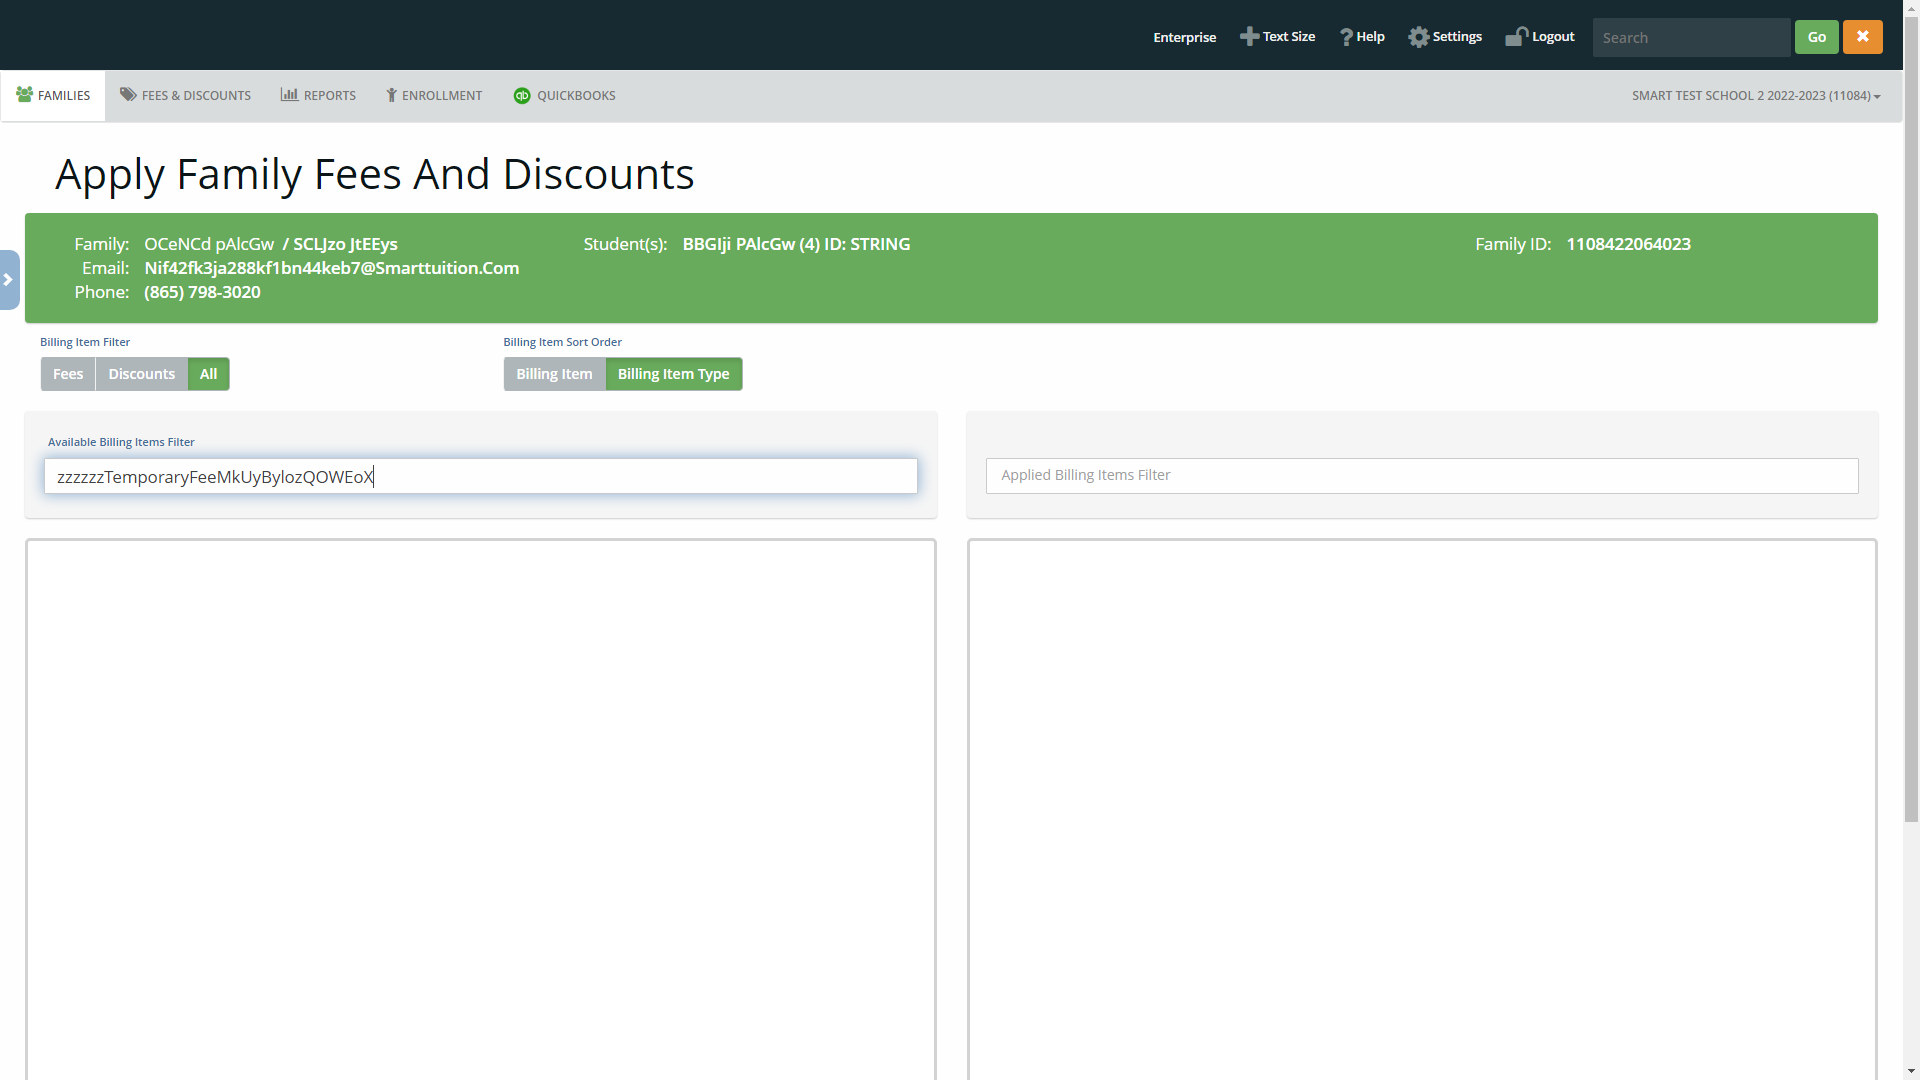 Enterprise
Text Size
Help
Settings
Logout
Search
Go
FAMILIES
FEES & DISCOUNTS
REPORTS
ENROLLMENT
qb QUICKBOOKS
SMART TEST SCHOOL 2 2022-2023 (11084)
Apply Family Fees And Discounts
Family: OCeNCd pAlcGw / SCLJzo JtEEys
Student(s): BBGIji PAlcGw (4) ID: STRING
Family ID: 1108422064023
Email: Nif42fk3ja288kf1bn44keb7@Smarttuition.Com
Phone: (865) 798-3020
Billing Item Filter
Billing Item Sort Order
Fees Discounts All
Billing Item Billing Item Type
Available Billing Items Filter
zzzzzzTemporaryFeeMkUyBylozQOWEoX
Applied Billing Items Filter